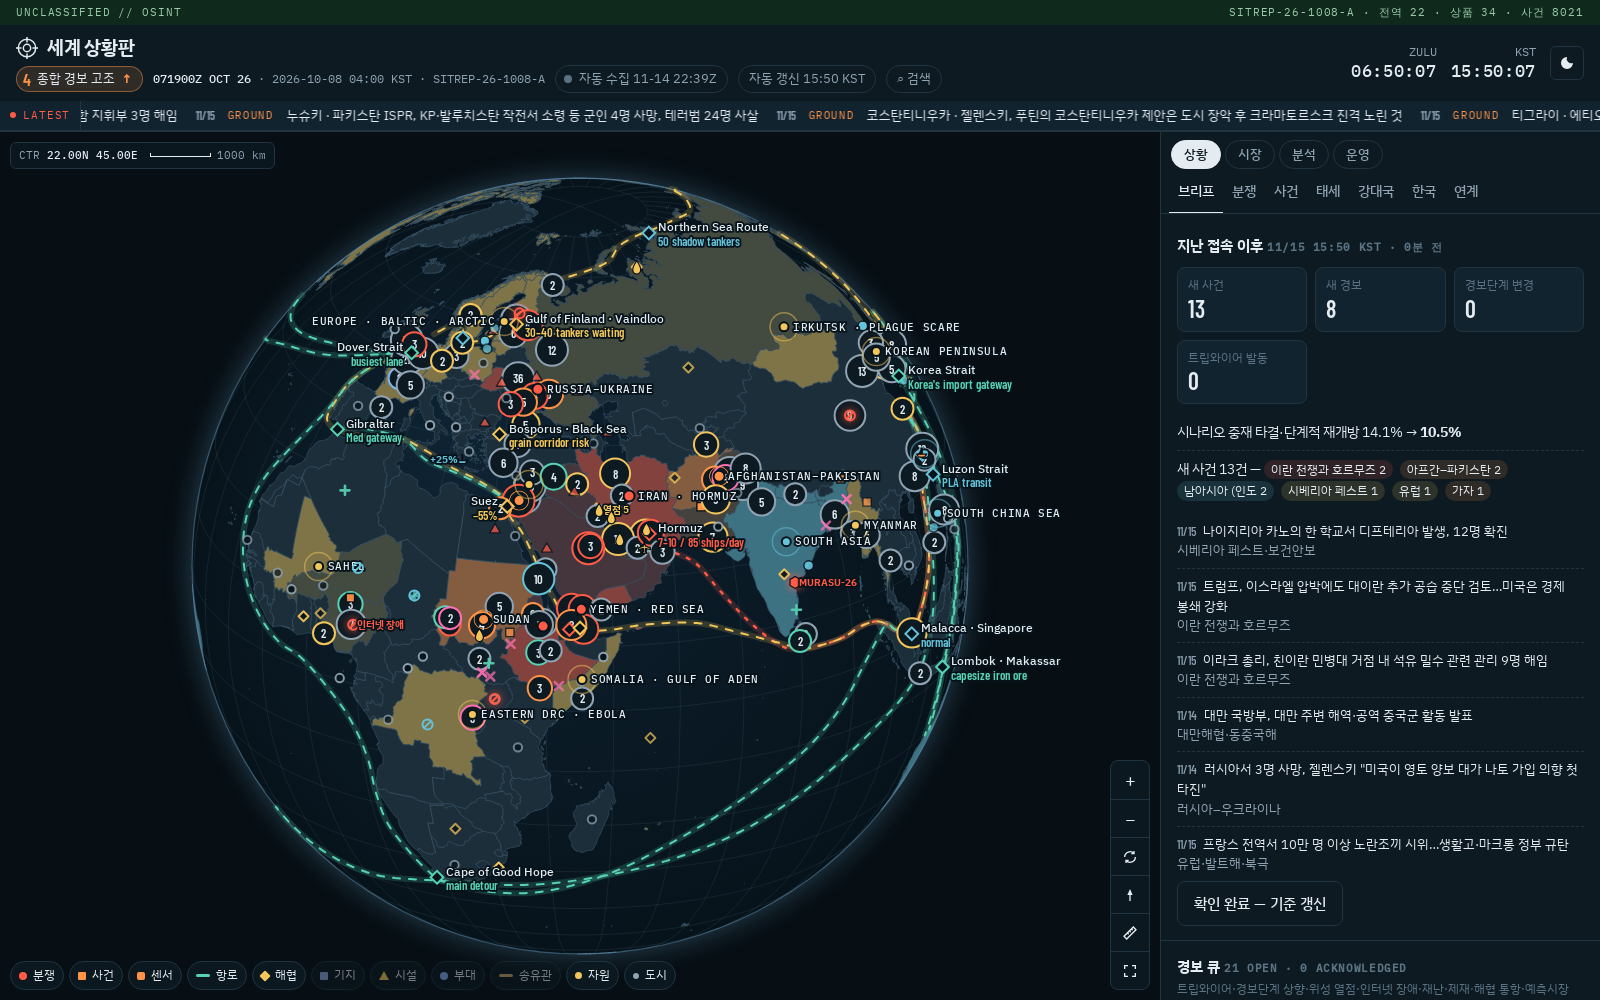 UNCLASSIFIED // OSINT
SITREP-26-1008-A · 전역 22 · 상품 34 · 사건 8021
세계 상황판
4 종합 경보 고조 ↑
071900Z OCT 26 · 2026-10-08 04:00 KST · SITREP-26-1008-A
자동 수집 11-14 22:39Z
자동 갱신 15:50 KST
검색
ZULU
06:50:07
KST
15:50:07
LATEST
함 지휘부 3명 해임
11/15 GROUND 누슈키 · 파키스탄 ISPR, KP·발루치스탄 작전서 소령 등 군인 4명 사망, 테러범 24명 사살
11/15 GROUND 코스탄티니우카 · 젤렌스키, 푸틴의 코스탄티니우카 제안은 도시 장악 후 크라마토르스크 진격 노린 것
11/15 GROUND 티그라이 · 에티오
CTR 22.00N 45.00E
1000 km
Northern Sea Route
50 shadow tankers
EUROPE · BALTIC · ARCTIC
Gulf of Finland · Vaindloo
30-40 tankers waiting
IRKUTSK · PLAGUE SCARE
Dover Strait
busiest lane
KOREAN PENINSULA
Korea Strait
Korea's import gateway
RUSSIA-UKRAINE
Gibraltar
Med gateway
Bosporus · Black Sea
grain corridor risk
+25%
Luzon Strait
PLA transit
AFGHANISTAN-PAKISTAN
Suez
-55%
IRAN · HORMUZ
열점 5
SOUTH CHINA SEA
Hormuz
7-10 / 85 ships/day
MYANMAR
SOUTH ASIA
SAHEL
MURASU-26
인터넷 장애
YEMEN · RED SEA
SUDAN
Malacca · Singapore
normal
Lombok · Makassar
capesize iron ore
SOMALIA · GULF OF ADEN
EASTERN DRC · EBOLA
Cape of Good Hope
main detour
+
−
분쟁
사건
센서
항로
해협
기지
시설
부대
송유관
자원
도시
상황
시장
분석
운영
브리프
분쟁
사건
태세
강대국
한국
연계
지난 접속 이후 11/15 15:50 KST · 0분 전
새 사건
13
새 경보
8
경보단계 변경
0
트립와이어 발동
0
시나리오 중재 타결·단계적 재개방 14.1% → 10.5%
새 사건 13건 — 이란 전쟁과 호르무즈 2 아프간–파키스탄 2
남아시아 (인도 2 시베리아 페스트 1 유럽 1 가자 1
11/15 나이지리아 카노의 한 학교서 디프테리아 발생, 12명 확진
시베리아 페스트·보건안보
11/15 트럼프, 이스라엘 압박에도 대이란 추가 공습 중단 검토…미국은 경제
봉쇄 강화
이란 전쟁과 호르무즈
11/15 이라크 총리, 친이란 민병대 거점 내 석유 밀수 관련 관리 9명 해임
이란 전쟁과 호르무즈
11/14 대만 국방부, 대만 주변 해역·공역 중국군 활동 발표
대만해협·동중국해
11/14 러시아서 3명 사망, 젤렌스키 "미국이 영토 양보 대가 나토 가입 의향 첫
타진"
러시아–우크라이나
11/15 프랑스 전역서 10만 명 이상 노란조끼 시위…생활고·마크롱 정부 규탄
유럽·발트해·북극
확인 완료 — 기준 갱신
경보 큐 21 OPEN · 0 ACKNOWLEDGED
트립와이어·경보단계 상향·위성 열점·인터넷 장애·재난·제재·해협 통항·예측시장